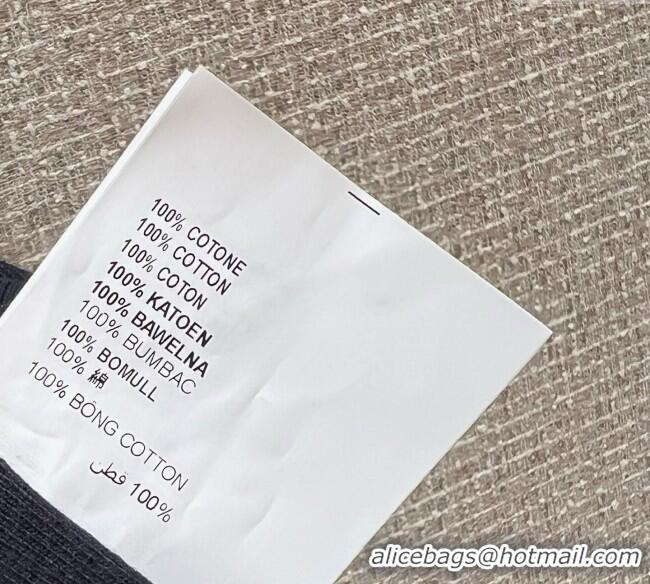 100% COTONE
100% COTTON
100% COTON
100% KATOEN
100% BAWELNA
100% BUMBAC
100% BOMULL
100% 綿
100% BÔNG COTTON
100% قطن
alicebags@hotmail.com